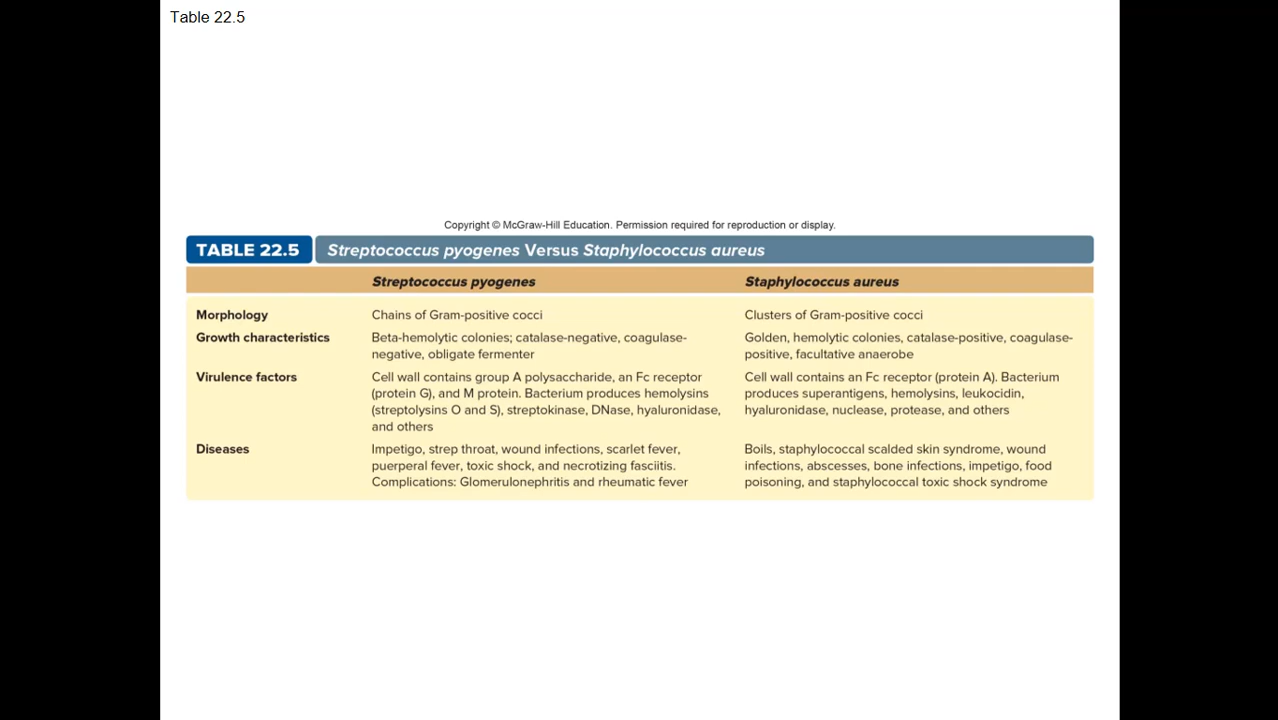 Table 22.5
Copyright © McGraw-Hill Education. Permission required for reproduction or display.
TABLE 22.5 Streptococcus pyogenes Versus Staphylococcus aureus
Streptococcus pyogenes Staphylococcus aureus
Morphology Chains of Gram-positive cocci Clusters of Gram-positive cocci
Growth characteristics Beta-hemolytic colonies; catalase-negative, coagulase- Golden, hemolytic colonies, catalase-positive, coagulase-
negative, obligate fermenter positive, facultative anaerobe
Virulence factors Cell wall contains group A polysaccharide, an Fc receptor Cell wall contains an Fc receptor (protein A). Bacterium
(protein G), and M protein. Bacterium produces hemolysins produces superantigens, hemolysins, leukocidin,
(streptolysins O and S), streptokinase, DNase, hyaluronidase, hyaluronidase, nuclease, protease, and others
and others
Diseases Impetigo, strep throat, wound infections, scarlet fever, Boils, staphylococcal scalded skin syndrome, wound
puerperal fever, toxic shock, and necrotizing fasciitis. infections, abscesses, bone infections, impetigo, food
Complications: Glomerulonephritis and rheumatic fever poisoning, and staphylococcal toxic shock syndrome